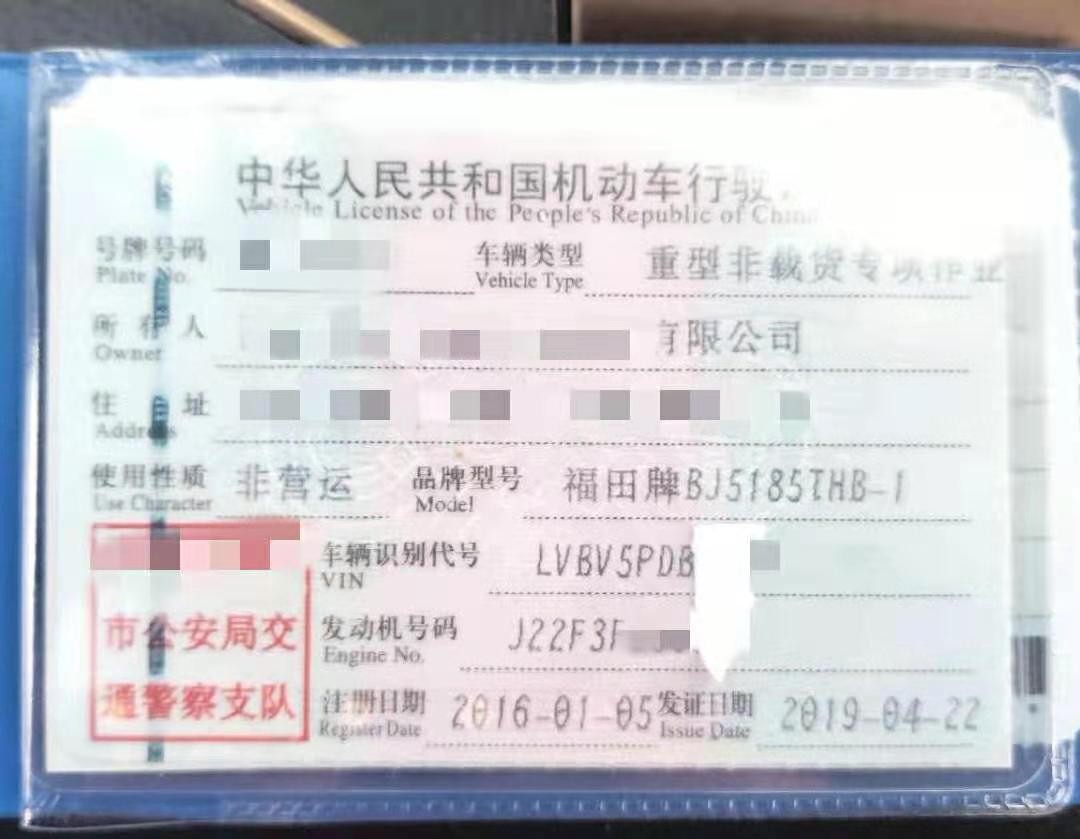 中华人民共和国机动车行驶
Vehicle License of the People's Republic of China
号牌号码 车辆类型 重型非载货专项作业
Plate No. Vehicle Type
所有人 有限公司
Owner
住址
Address
使用性质 非营运 品牌型号 福田牌BJ5185THB-1
Use Character Model
车辆识别代号 LVBV5PDB
VIN
市公安局交
发动机号码 J22F3F
Engine No.
通警察支队
注册日期 2016-01-05 发证日期 2019-04-22
Register Date Issue Date